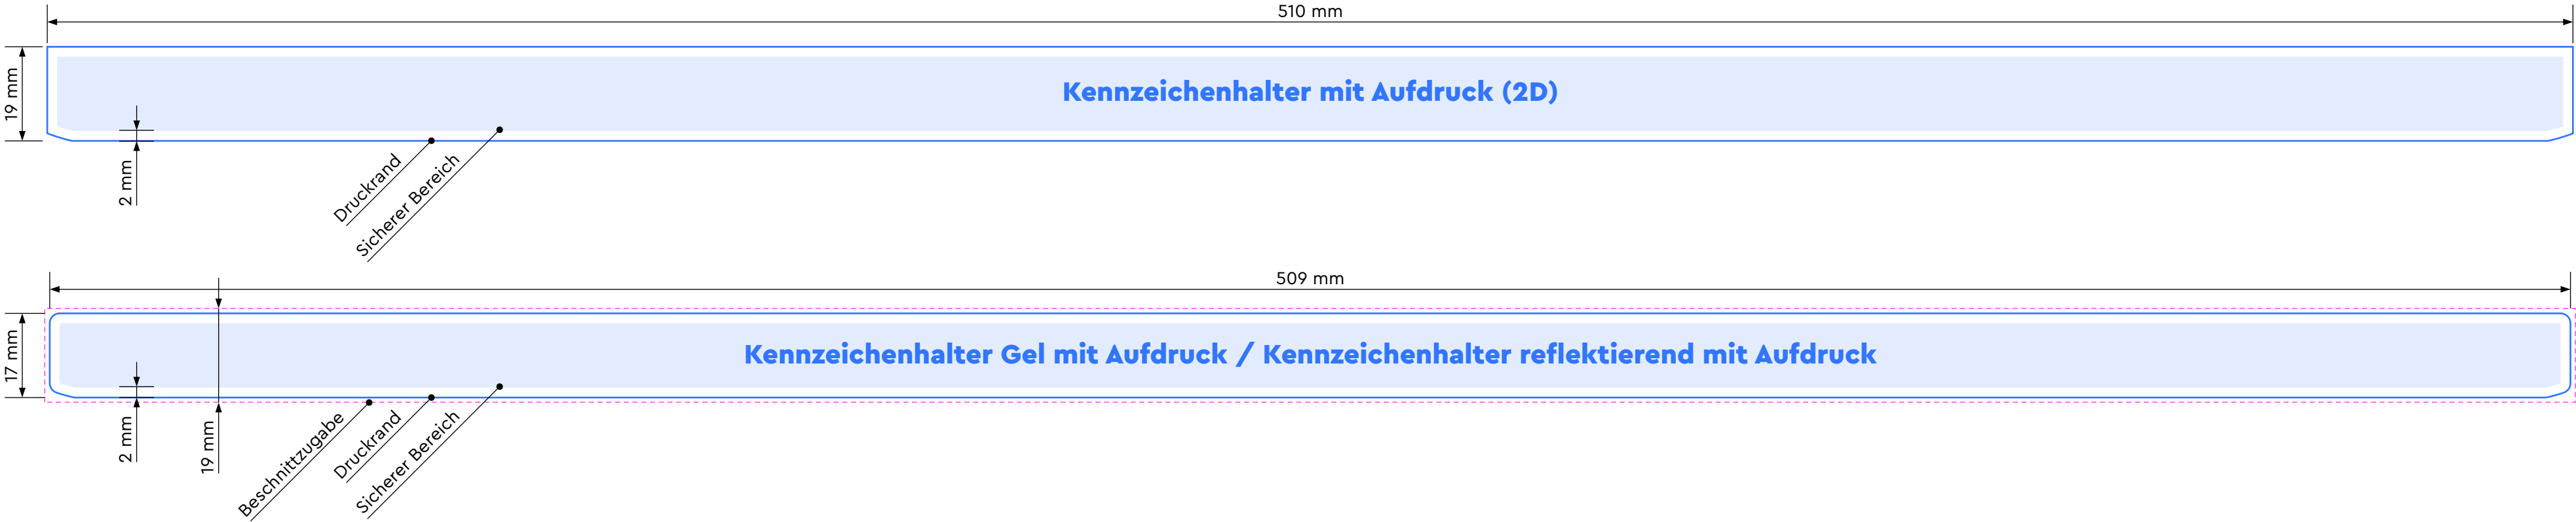 510 mm
19 mm
Kennzeichenhalter mit Aufdruck (2D)
2 mm
Druckrand
Sicherer Bereich
509 mm
17 mm
Kennzeichenhalter Gel mit Aufdruck / Kennzeichenhalter reflektierend mit Aufdruck
2 mm
19 mm
Beschnittzugabe
Druckrand
Sicherer Bereich